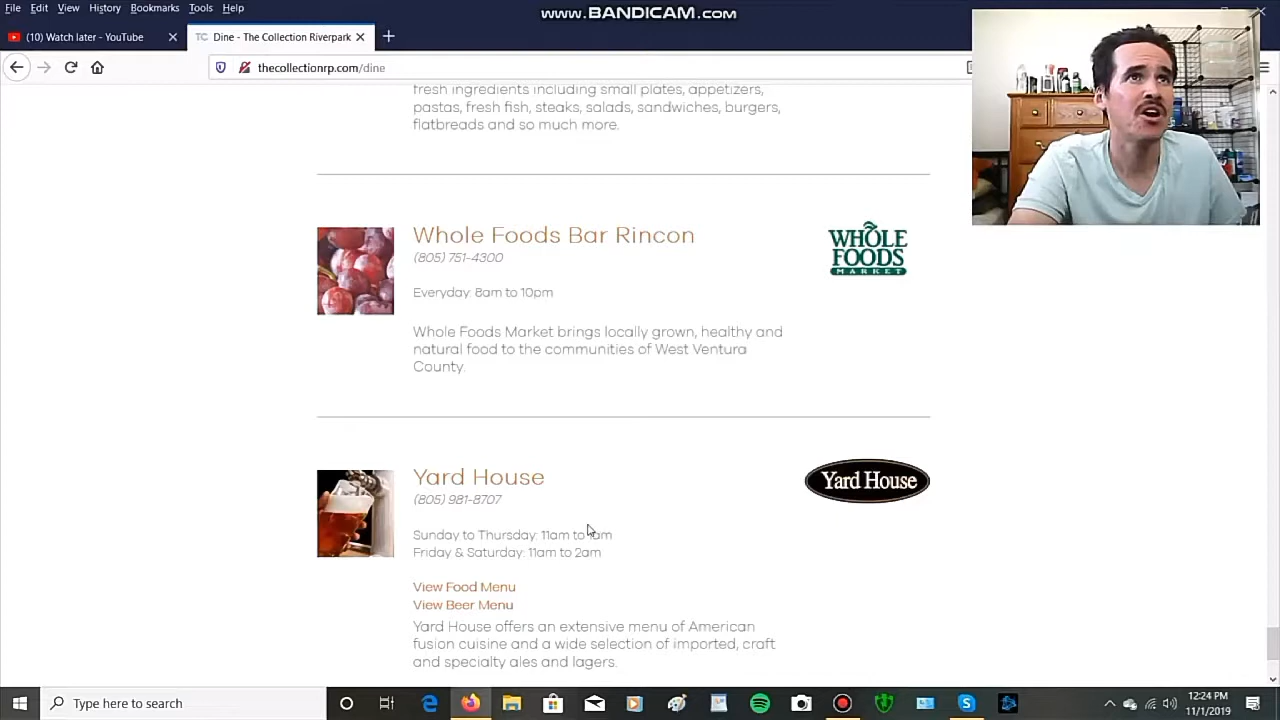 File Edit View History Bookmarks Tools Help
www.BANDICAM.com
(10) Watch later - YouTube
TC Dine - The Collection Riverpark
thecollectionrp.com/dine
fresh ingredients including small plates, appetizers,
pastas, fresh fish, steaks, salads, sandwiches, burgers,
flatbreads and so much more.
Whole Foods Bar Rincon
(805) 751-4300
Everyday: 8am to 10pm
Whole Foods Market brings locally grown, healthy and
natural food to the communities of West Ventura
County.
WHOLE
FOODS
MARKET
Yard House
(805) 981-8707
Sunday to Thursday: 11am to 1am
Friday & Saturday: 11am to 2am
View Food Menu
View Beer Menu
Yard House offers an extensive menu of American
fusion cuisine and a wide selection of imported, craft
and specialty ales and lagers.
Yard House
Type here to search
12:24 PM
11/1/2019